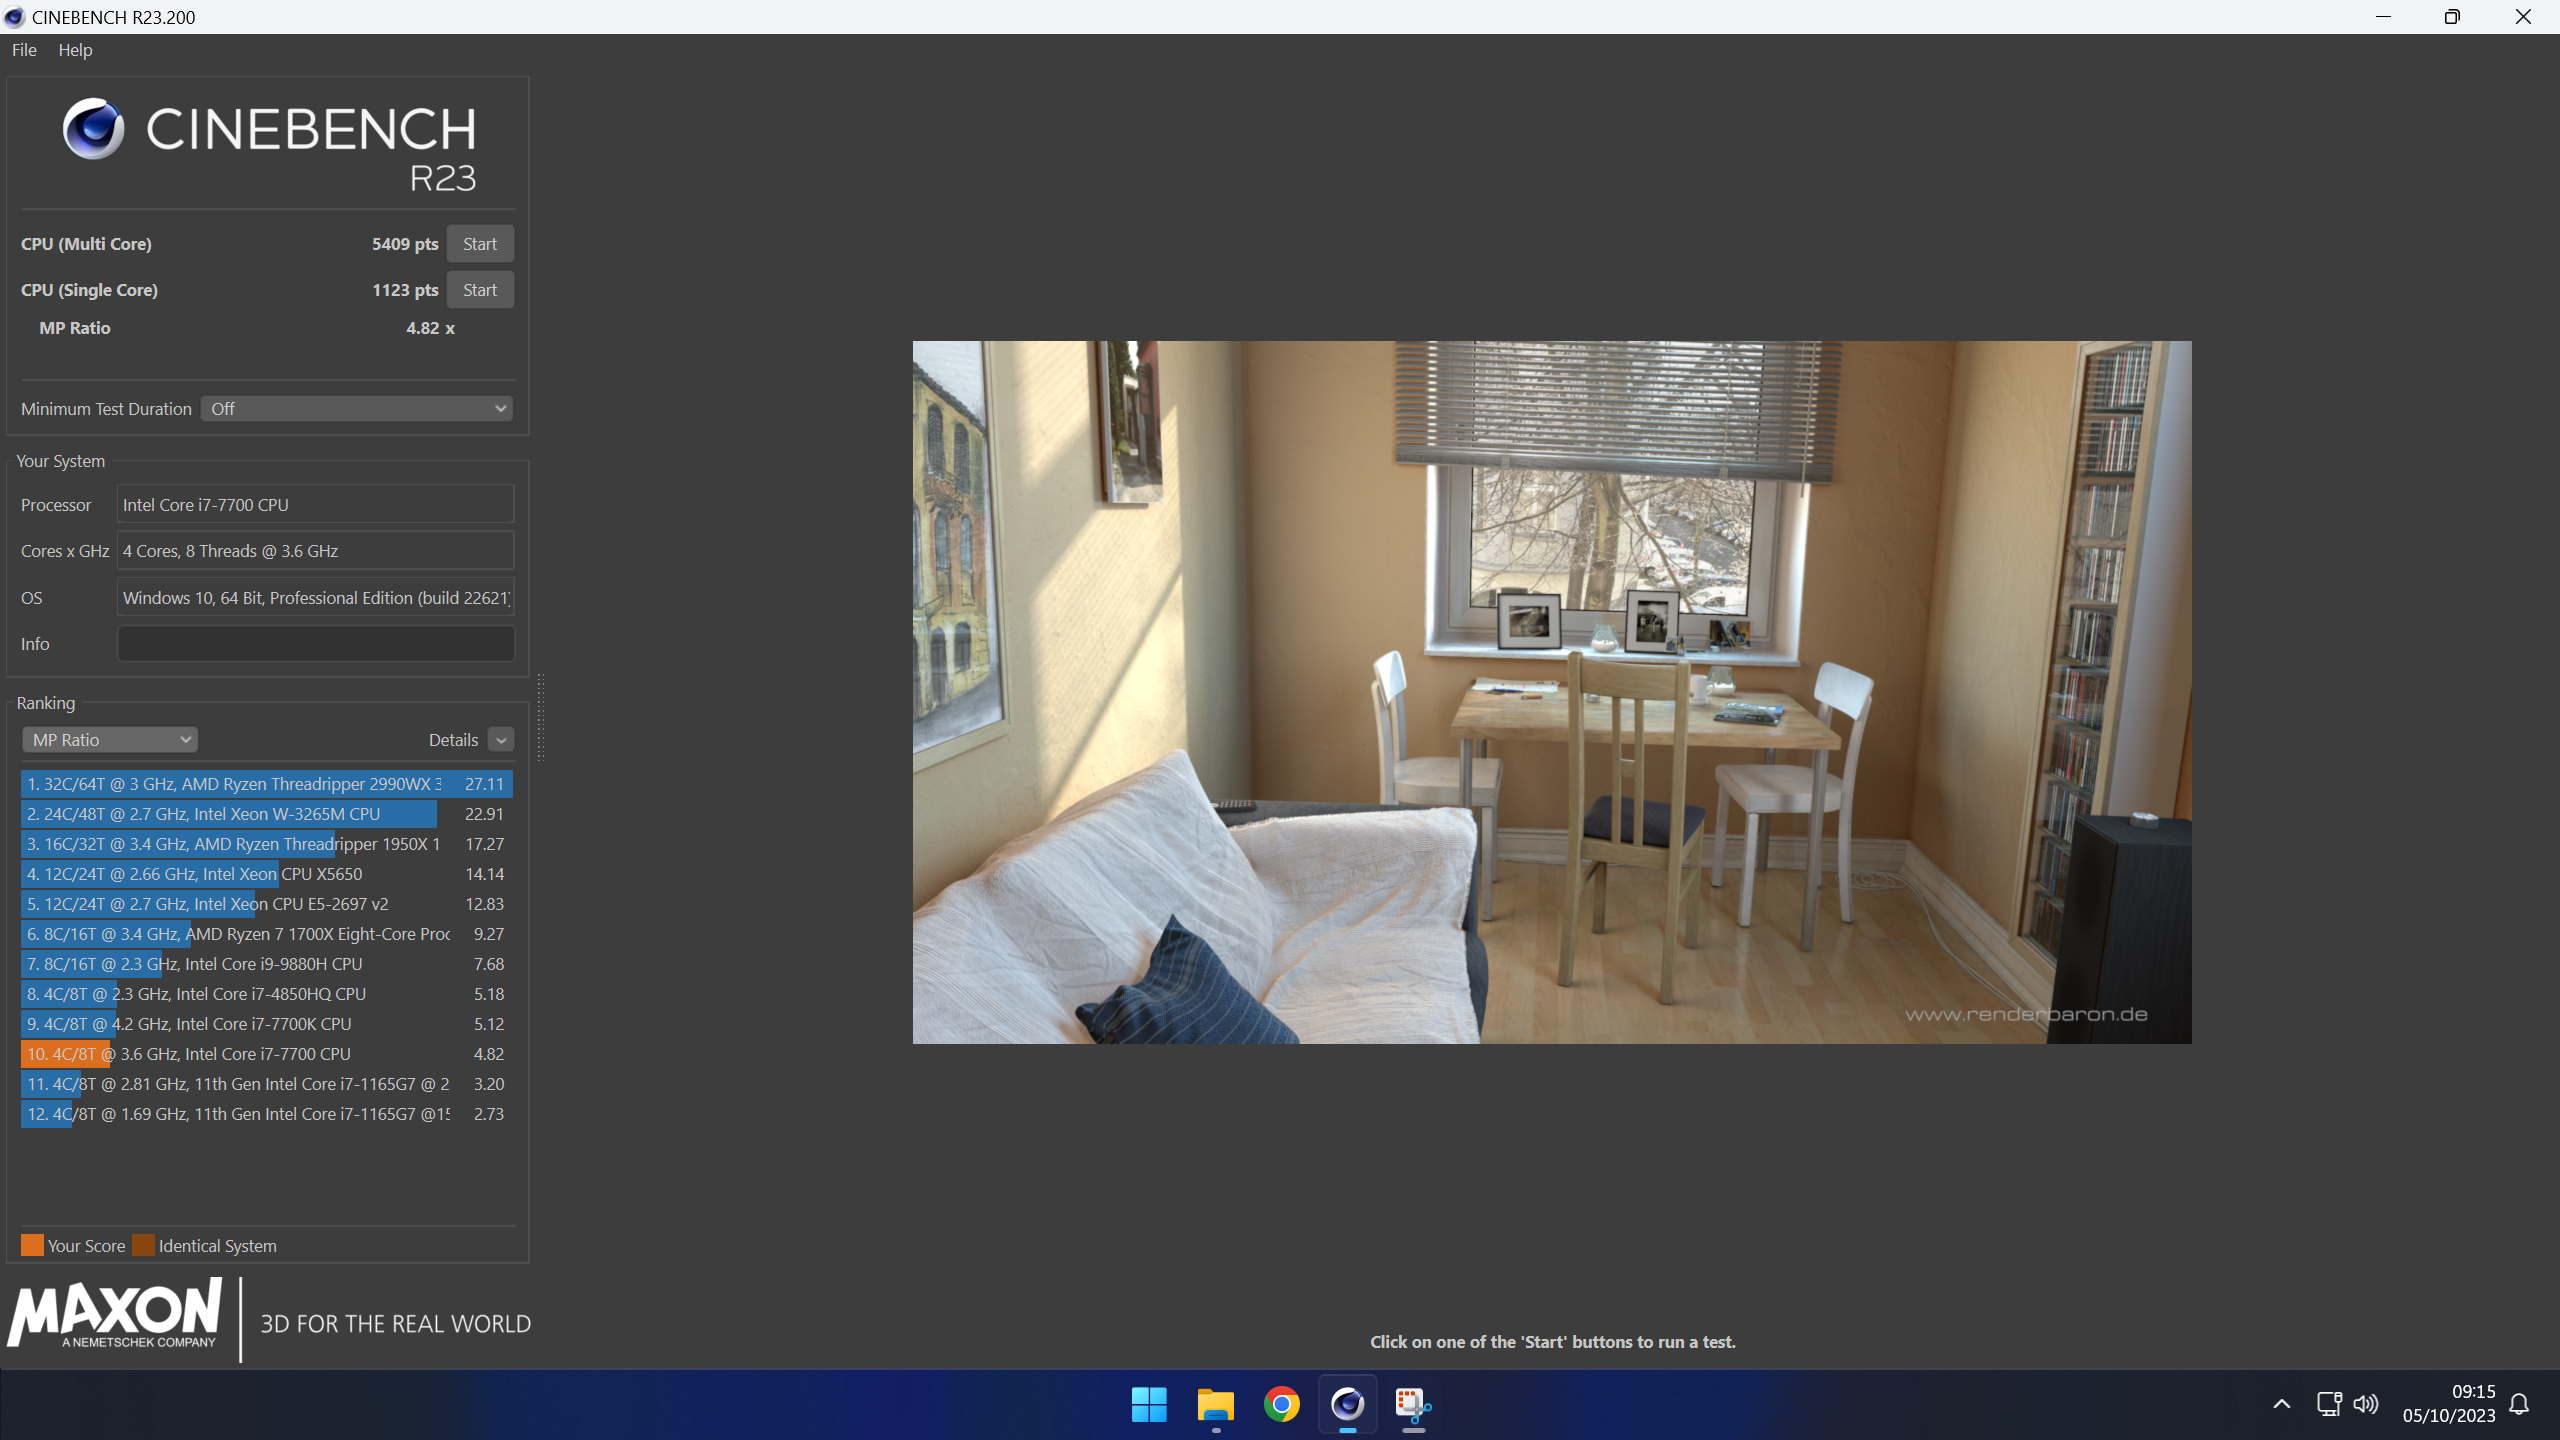 CINEBENCH R23.200
File Help
CINEBENCH
R23
CPU (Multi Core) 5409 pts Start
CPU (Single Core) 1123 pts Start
MP Ratio 4.82 x
Minimum Test Duration Off
Your System
Processor Intel Core i7-7700 CPU
Cores x GHz 4 Cores, 8 Threads @ 3.6 GHz
OS Windows 10, 64 Bit, Professional Edition (build 22621)
Info
Ranking
MP Ratio Details
1. 32C/64T @ 3 GHz, AMD Ryzen Threadripper 2990WX 3 27.11
2. 24C/48T @ 2.7 GHz, Intel Xeon W-3265M CPU 22.91
3. 16C/32T @ 3.4 GHz, AMD Ryzen Threadripper 1950X 1 17.27
4. 12C/24T @ 2.66 GHz, Intel Xeon CPU X5650 14.14
5. 12C/24T @ 2.7 GHz, Intel Xeon CPU E5-2697 v2 12.83
6. 8C/16T @ 3.4 GHz, AMD Ryzen 7 1700X Eight-Core Proc 9.27
7. 8C/16T @ 2.3 GHz, Intel Core i9-9880H CPU 7.68
8. 4C/8T @ 2.3 GHz, Intel Core i7-4850HQ CPU 5.18
9. 4C/8T @ 4.2 GHz, Intel Core i7-7700K CPU 5.12
10. 4C/8T @ 3.6 GHz, Intel Core i7-7700 CPU 4.82
11. 4C/8T @ 2.81 GHz, 11th Gen Intel Core i7-1165G7 @ 2 3.20
12. 4C/8T @ 1.69 GHz, 11th Gen Intel Core i7-1165G7 @15 2.73
Your Score Identical System
MAXON
A NEMETSCHEK COMPANY
3D FOR THE REAL WORLD
www.renderbaron.de
Click on one of the 'Start' buttons to run a test.
09:15
05/10/2023